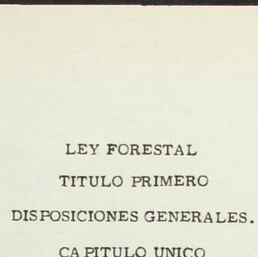 LEY FORESTAL
TITULO PRIMERO
DISPOSICIONES GENERALES.
CAPITULO UNICO